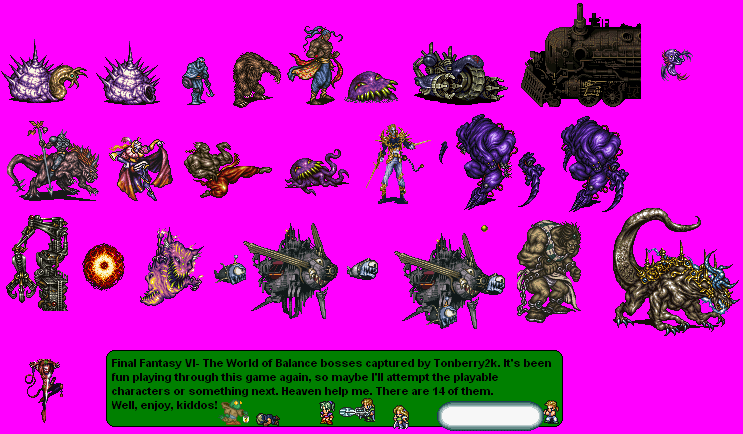 Final Fantasy VI- The World of Balance bosses captured by Tonberry2k. It's been
fun playing through this game again, so maybe I'll attempt the playable
characters or something next. Heaven help me. There are 14 of them.
Well, enjoy, kiddos!